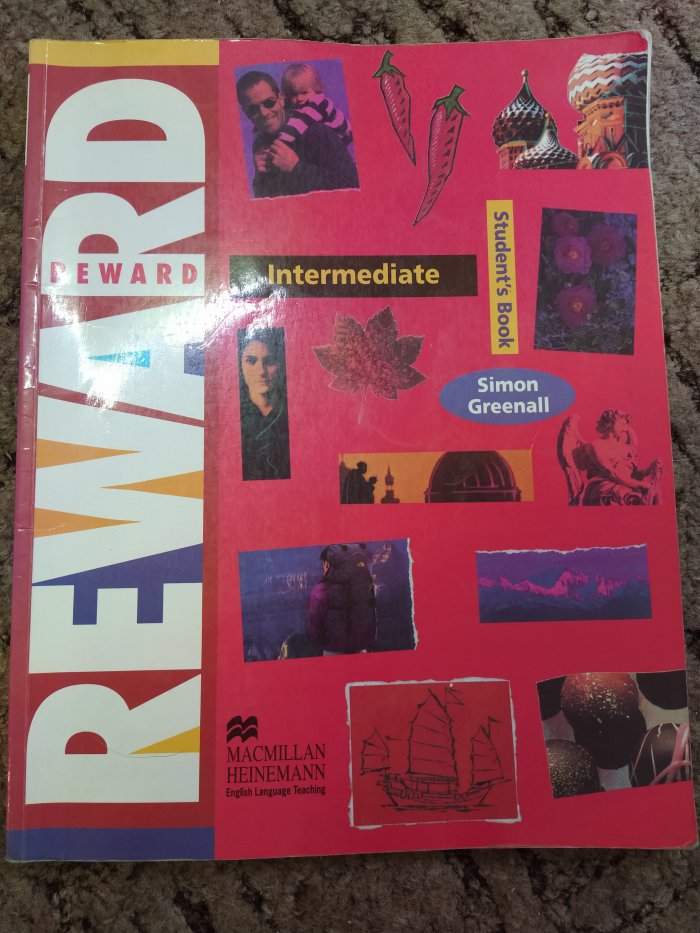 REWARD
REWARD
Intermediate
Student's Book
Simon
Greenall
MACMILLAN
HEINEMANN
English Language Teaching